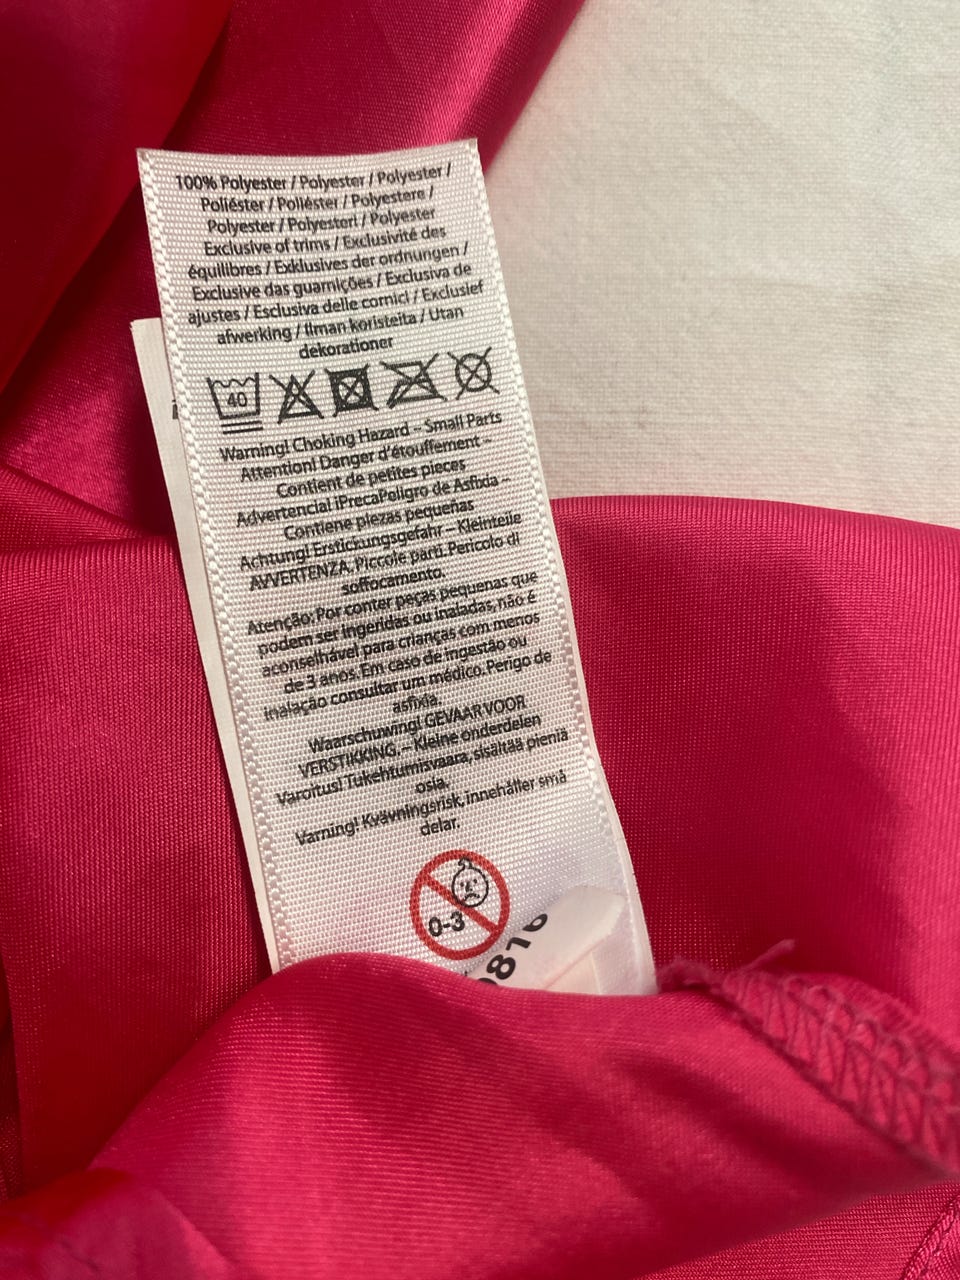 100% Polyester / Polyester / Polyester /
Poliéster / Poliéster / Polyestere /
Polyester / Polyesteri / Polyester
Exclusive of trims / Exclusivité des
équilibres / Exklusives der ordnungen /
Exclusive das guarnições / Exclusiva de
ajustes / Esclusiva delle cornici / Exclusief
afwerking / Ilman koristeita / Utan
dekorationer
40
Warning! Choking Hazard – Small Parts
Attention! Danger d'étouffement –
Contient de petites pieces
Advertencia! ¡PrecaPeligro de Asfixia –
Contiene piezas pequeñas
Achtung! Erstickungsgefahr – Kleinteile
AVVERTENZA, Piccole parti. Pericolo di
soffocamento.
Atenção: Por conter peças pequenas que
podem ser ingeridas ou inaladas, não é
aconselhável para crianças com menos
de 3 anos. Em caso de ingestão ou
inalação consultar um médico. Perigo de
asfixia.
Waarschuwing! GEVAAR VOOR
VERSTIKKING. – Kleine onderdelen
Varoitus! Tukehtumisvaara, sisältää pieniä
osia.
Varning! Kvävningsrisk, innehåller små
delar.
0-3